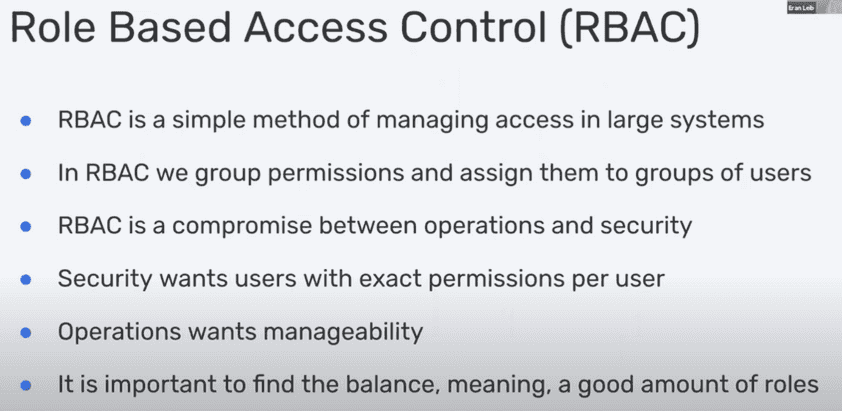 Eran Leib
Role Based Access Control (RBAC)
RBAC is a simple method of managing access in large systems
In RBAC we group permissions and assign them to groups of users
RBAC is a compromise between operations and security
Security wants users with exact permissions per user
Operations wants manageability
It is important to find the balance, meaning, a good amount of roles